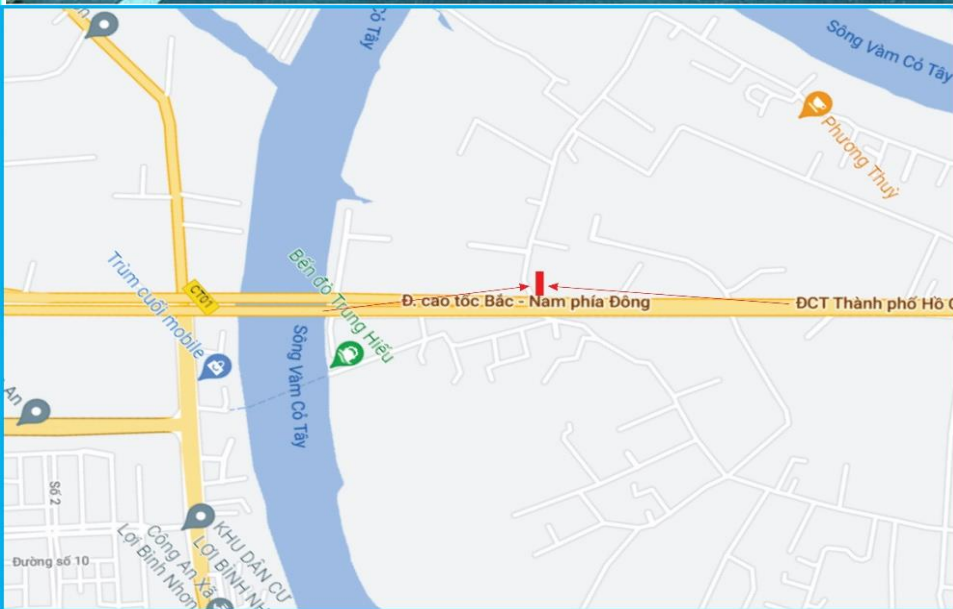 Cỏ Tây
Sông Vàm Cỏ Tây
Phương Thuỳ
Bến đò Trung Hiếu
Trùm cuối mobile
CT01
Đ. cao tốc Bắc - Nam phía Đông
ĐCT Thành phố Hồ C
Sông Vàm Cỏ Tây
An
Số 2
Đường số 10
KHU DÂN CƯ
LỢI BÌNH NH
Công An Xã
Lợi Bình Nhơn